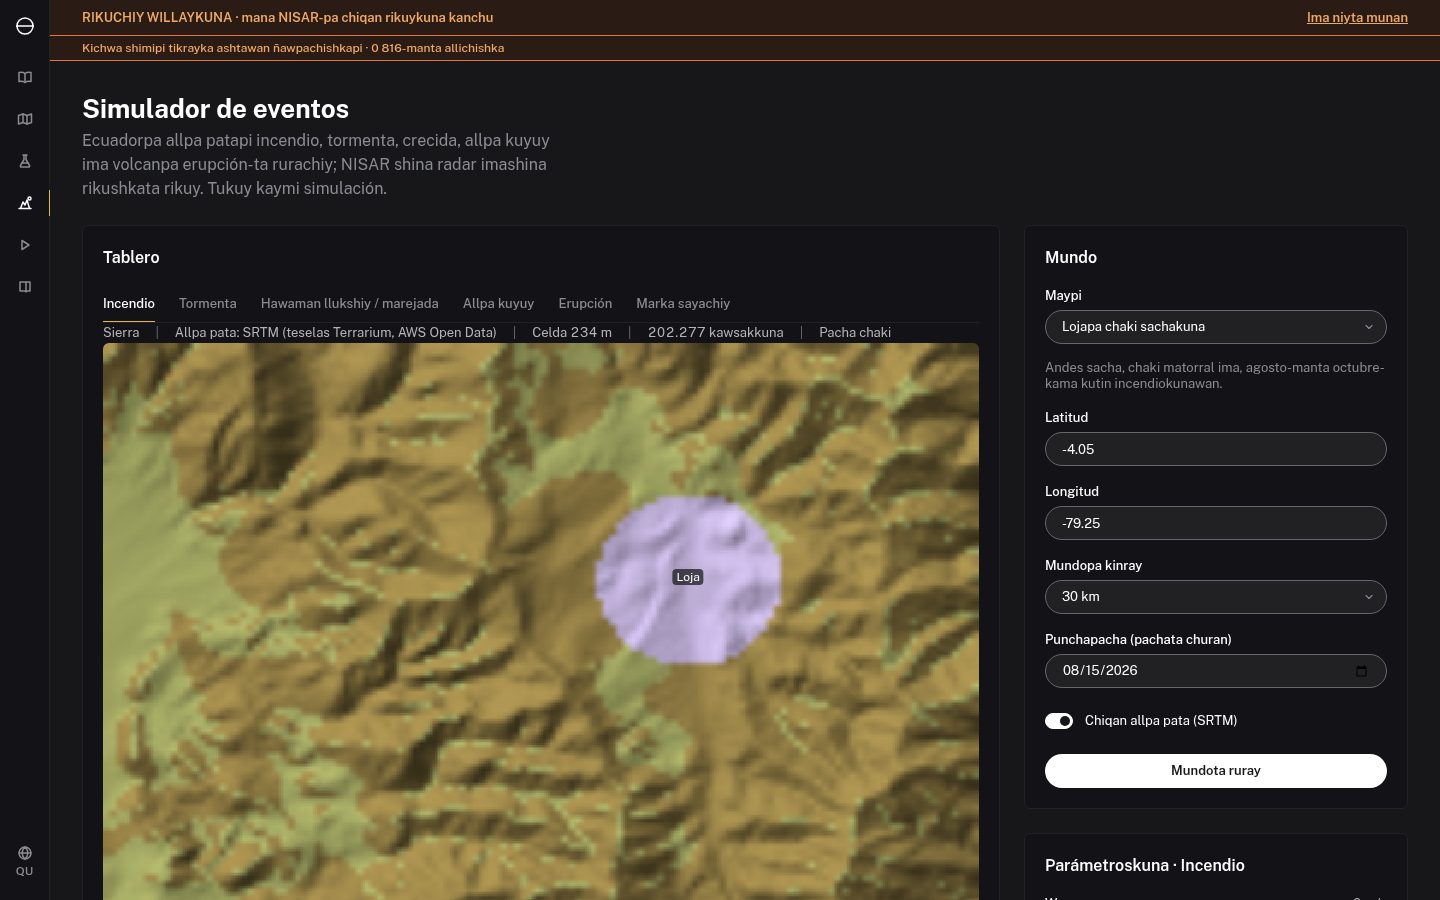 RIKUCHIY WILLAYKUNA · mana NISAR-pa chiqan rikuykuna kanchu
Ima niyta munan
Kichwa shimipi tikrayka ashtawan ñawpachishkapi · 0 816-manta allichishka
Simulador de eventos
Ecuadorpa allpa patapi incendio, tormenta, crecida, allpa kuyuy
ima volcanpa erupción-ta rurachiy; NISAR shina radar imashina
rikushkata rikuy. Tukuy kaymi simulación.
Tablero
Incendio
Tormenta
Hawaman llukshiy / marejada
Allpa kuyuy
Erupción
Marka sayachiy
Sierra | Allpa pata: SRTM (teselas Terrarium, AWS Open Data) | Celda 234 m | 202.277 kawsakkuna | Pacha chaki
Loja
Mundo
Maypi
Lojapa chaki sachakuna
Andes sacha, chaki matorral ima, agosto-manta octubre-
kama kutin incendiokunawan.
Latitud
-4.05
Longitud
-79.25
Mundopa kinray
30 km
Punchapacha (pachata churan)
08/15/2026
Chiqan allpa pata (SRTM)
Mundota ruray
Parámetroskuna · Incendio
QU